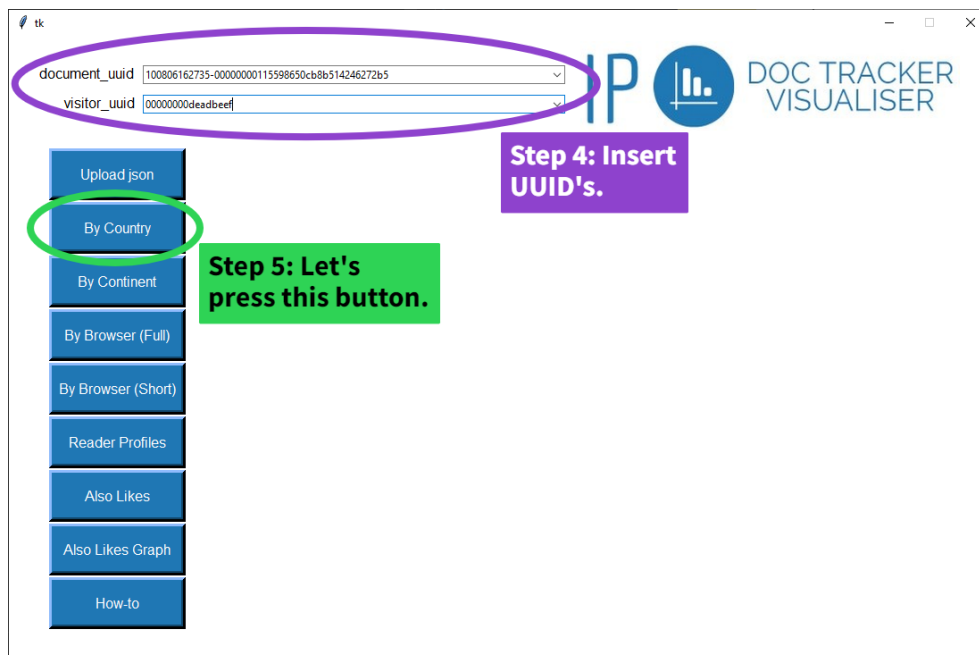 tk
document_uuid 100806162735-00000000115598650cb8b514246272b5
visitor_uuid 00000000deadbeef
IP
DOC TRACKER
VISUALISER
Step 4: Insert
UUID's.
Upload json
By Country
Step 5: Let's
press this button.
By Continent
By Browser (Full)
By Browser (Short)
Reader Profiles
Also Likes
Also Likes Graph
How-to